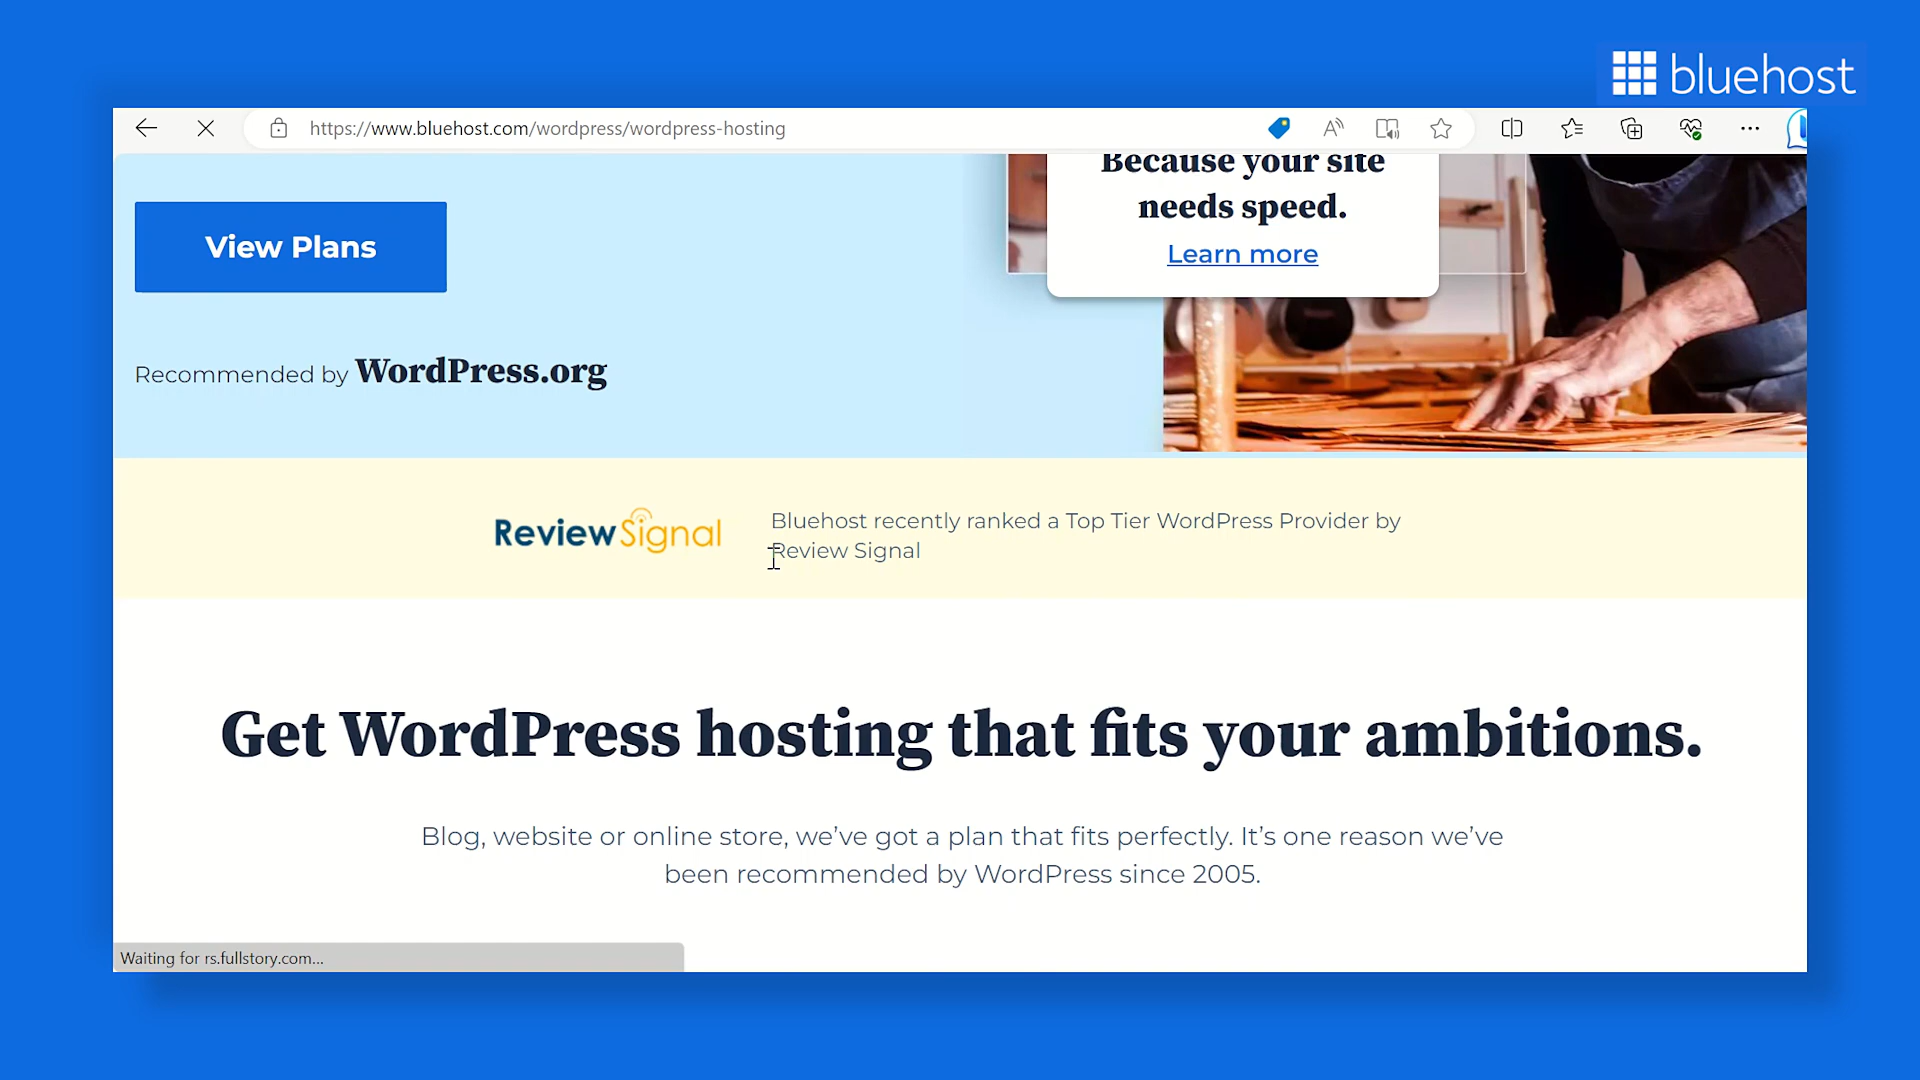 bluehost
https://www.bluehost.com/wordpress/wordpress-hosting
Because your site
needs speed.
Learn more
View Plans
Recommended by WordPress.org
ReviewSignal
Bluehost recently ranked a Top Tier WordPress Provider by
Review Signal
Get WordPress hosting that fits your ambitions.
Blog, website or online store, we’ve got a plan that fits perfectly. It’s one reason we’ve
been recommended by WordPress since 2005.
Waiting for rs.fullstory.com...